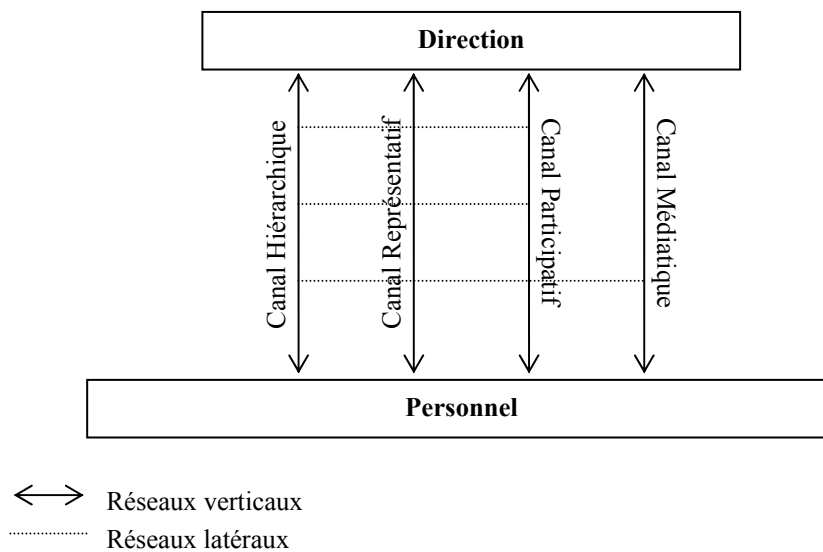 Direction
Canal Hiérarchique
Canal Représentatif
Canal Participatif
Canal Médiatique
Personnel
Réseaux verticaux
Réseaux latéraux